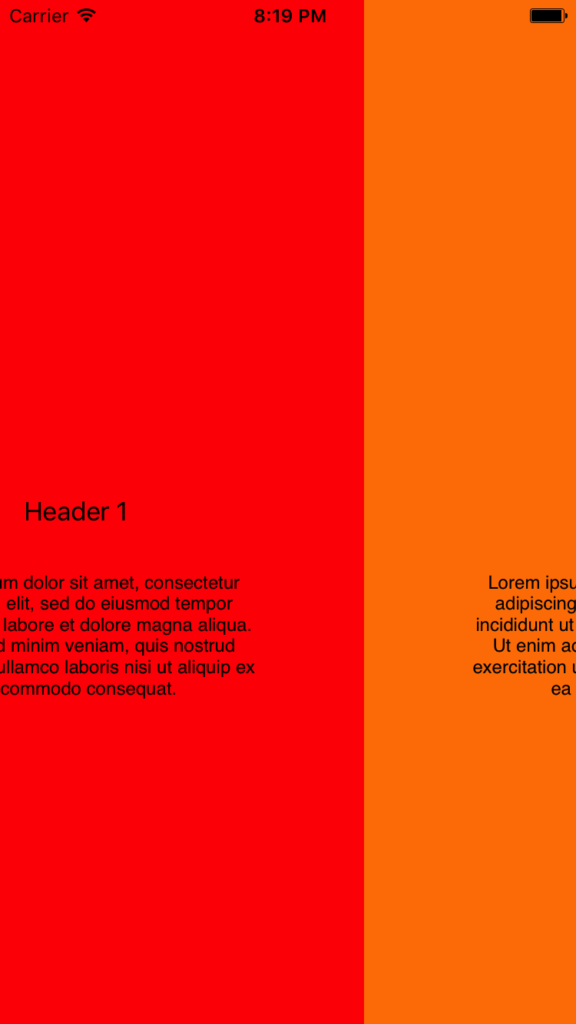 Carrier 8:19 PM
Header 1
um dolor sit amet, consectetur
elit, sed do eiusmod tempor
labore et dolore magna aliqua.
d minim veniam, quis nostrud
ullamco laboris nisi ut aliquip ex
commodo consequat.
Lorem ipsu
adipiscing
incididunt ut
Ut enim ad
exercitation u
ea